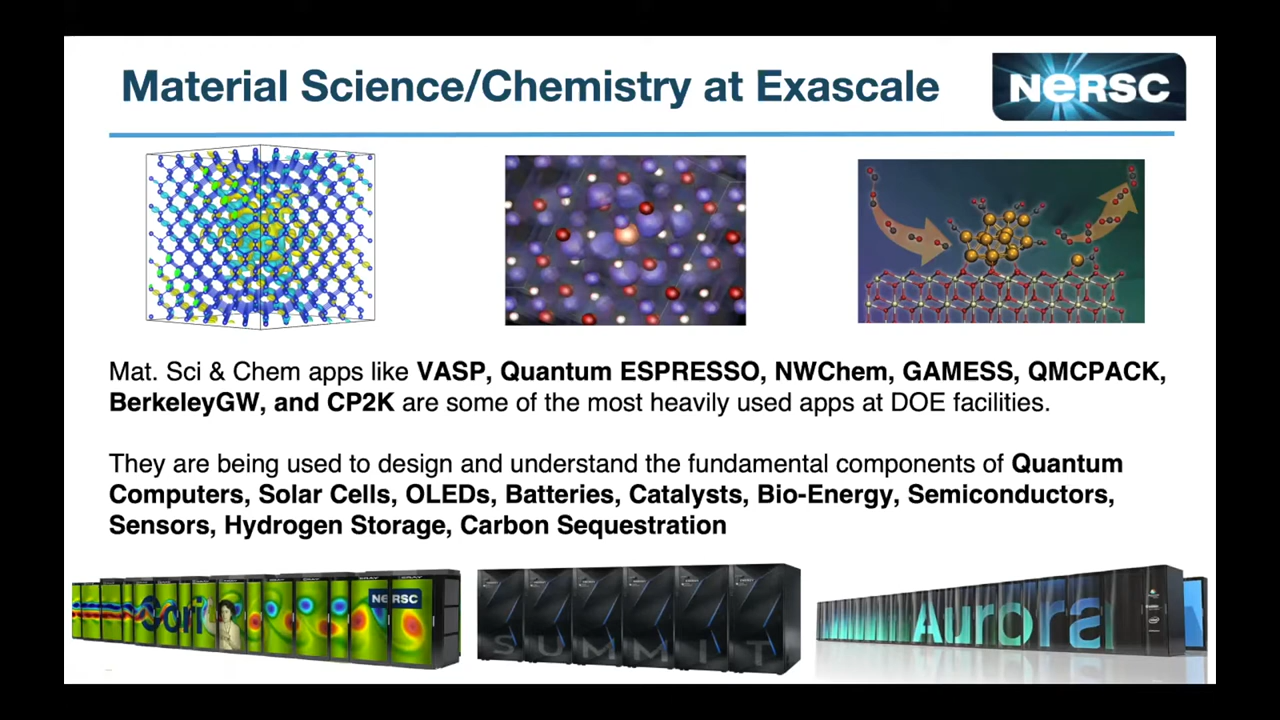 Material Science/Chemistry at Exascale
NERSC
Mat. Sci & Chem apps like VASP, Quantum ESPRESSO, NWChem, GAMESS, QMCPACK,
BerkeleyGW, and CP2K are some of the most heavily used apps at DOE facilities.
They are being used to design and understand the fundamental components of Quantum
Computers, Solar Cells, OLEDs, Batteries, Catalysts, Bio-Energy, Semiconductors,
Sensors, Hydrogen Storage, Carbon Sequestration
Cori
NERSC
SUMMIT
Aurora